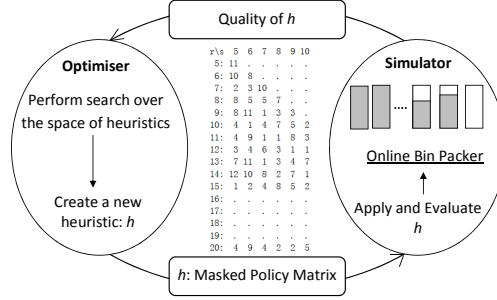 Quality of h
Optimiser
Perform search over
the space of heuristics
Create a new
heuristic: h
r\s 5 6 7 8 9 10
5: 11 . . . . .
6: 10 8 . . . .
7: 2 3 10 . . .
8: 8 5 5 7 . .
9: 8 11 1 3 3 .
10: 4 1 4 7 5 2
11: 4 9 1 1 8 3
12: 3 4 6 3 1 1
13: 7 11 1 3 4 7
14: 12 10 8 2 7 1
15: 1 2 4 8 5 2
16: . . . . . .
17: . . . . . .
18: . . . . . .
19: . . . . . .
20: 4 9 4 2 2 5
Simulator
....
Online Bin Packer
Apply and Evaluate
h
h: Masked Policy Matrix